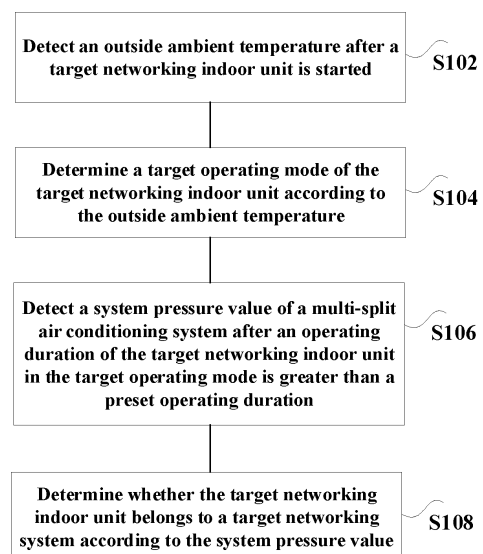 Detect an outside ambient temperature after a
target networking indoor unit is started
S102
Determine a target operating mode of the
target networking indoor unit according to
the outside ambient temperature
S104
Detect a system pressure value of a multi-split
air conditioning system after an operating
duration of the target networking indoor unit
in the target operating mode is greater than a
preset operating duration
S106
Determine whether the target networking
indoor unit belongs to a target networking
system according to the system pressure value
S108